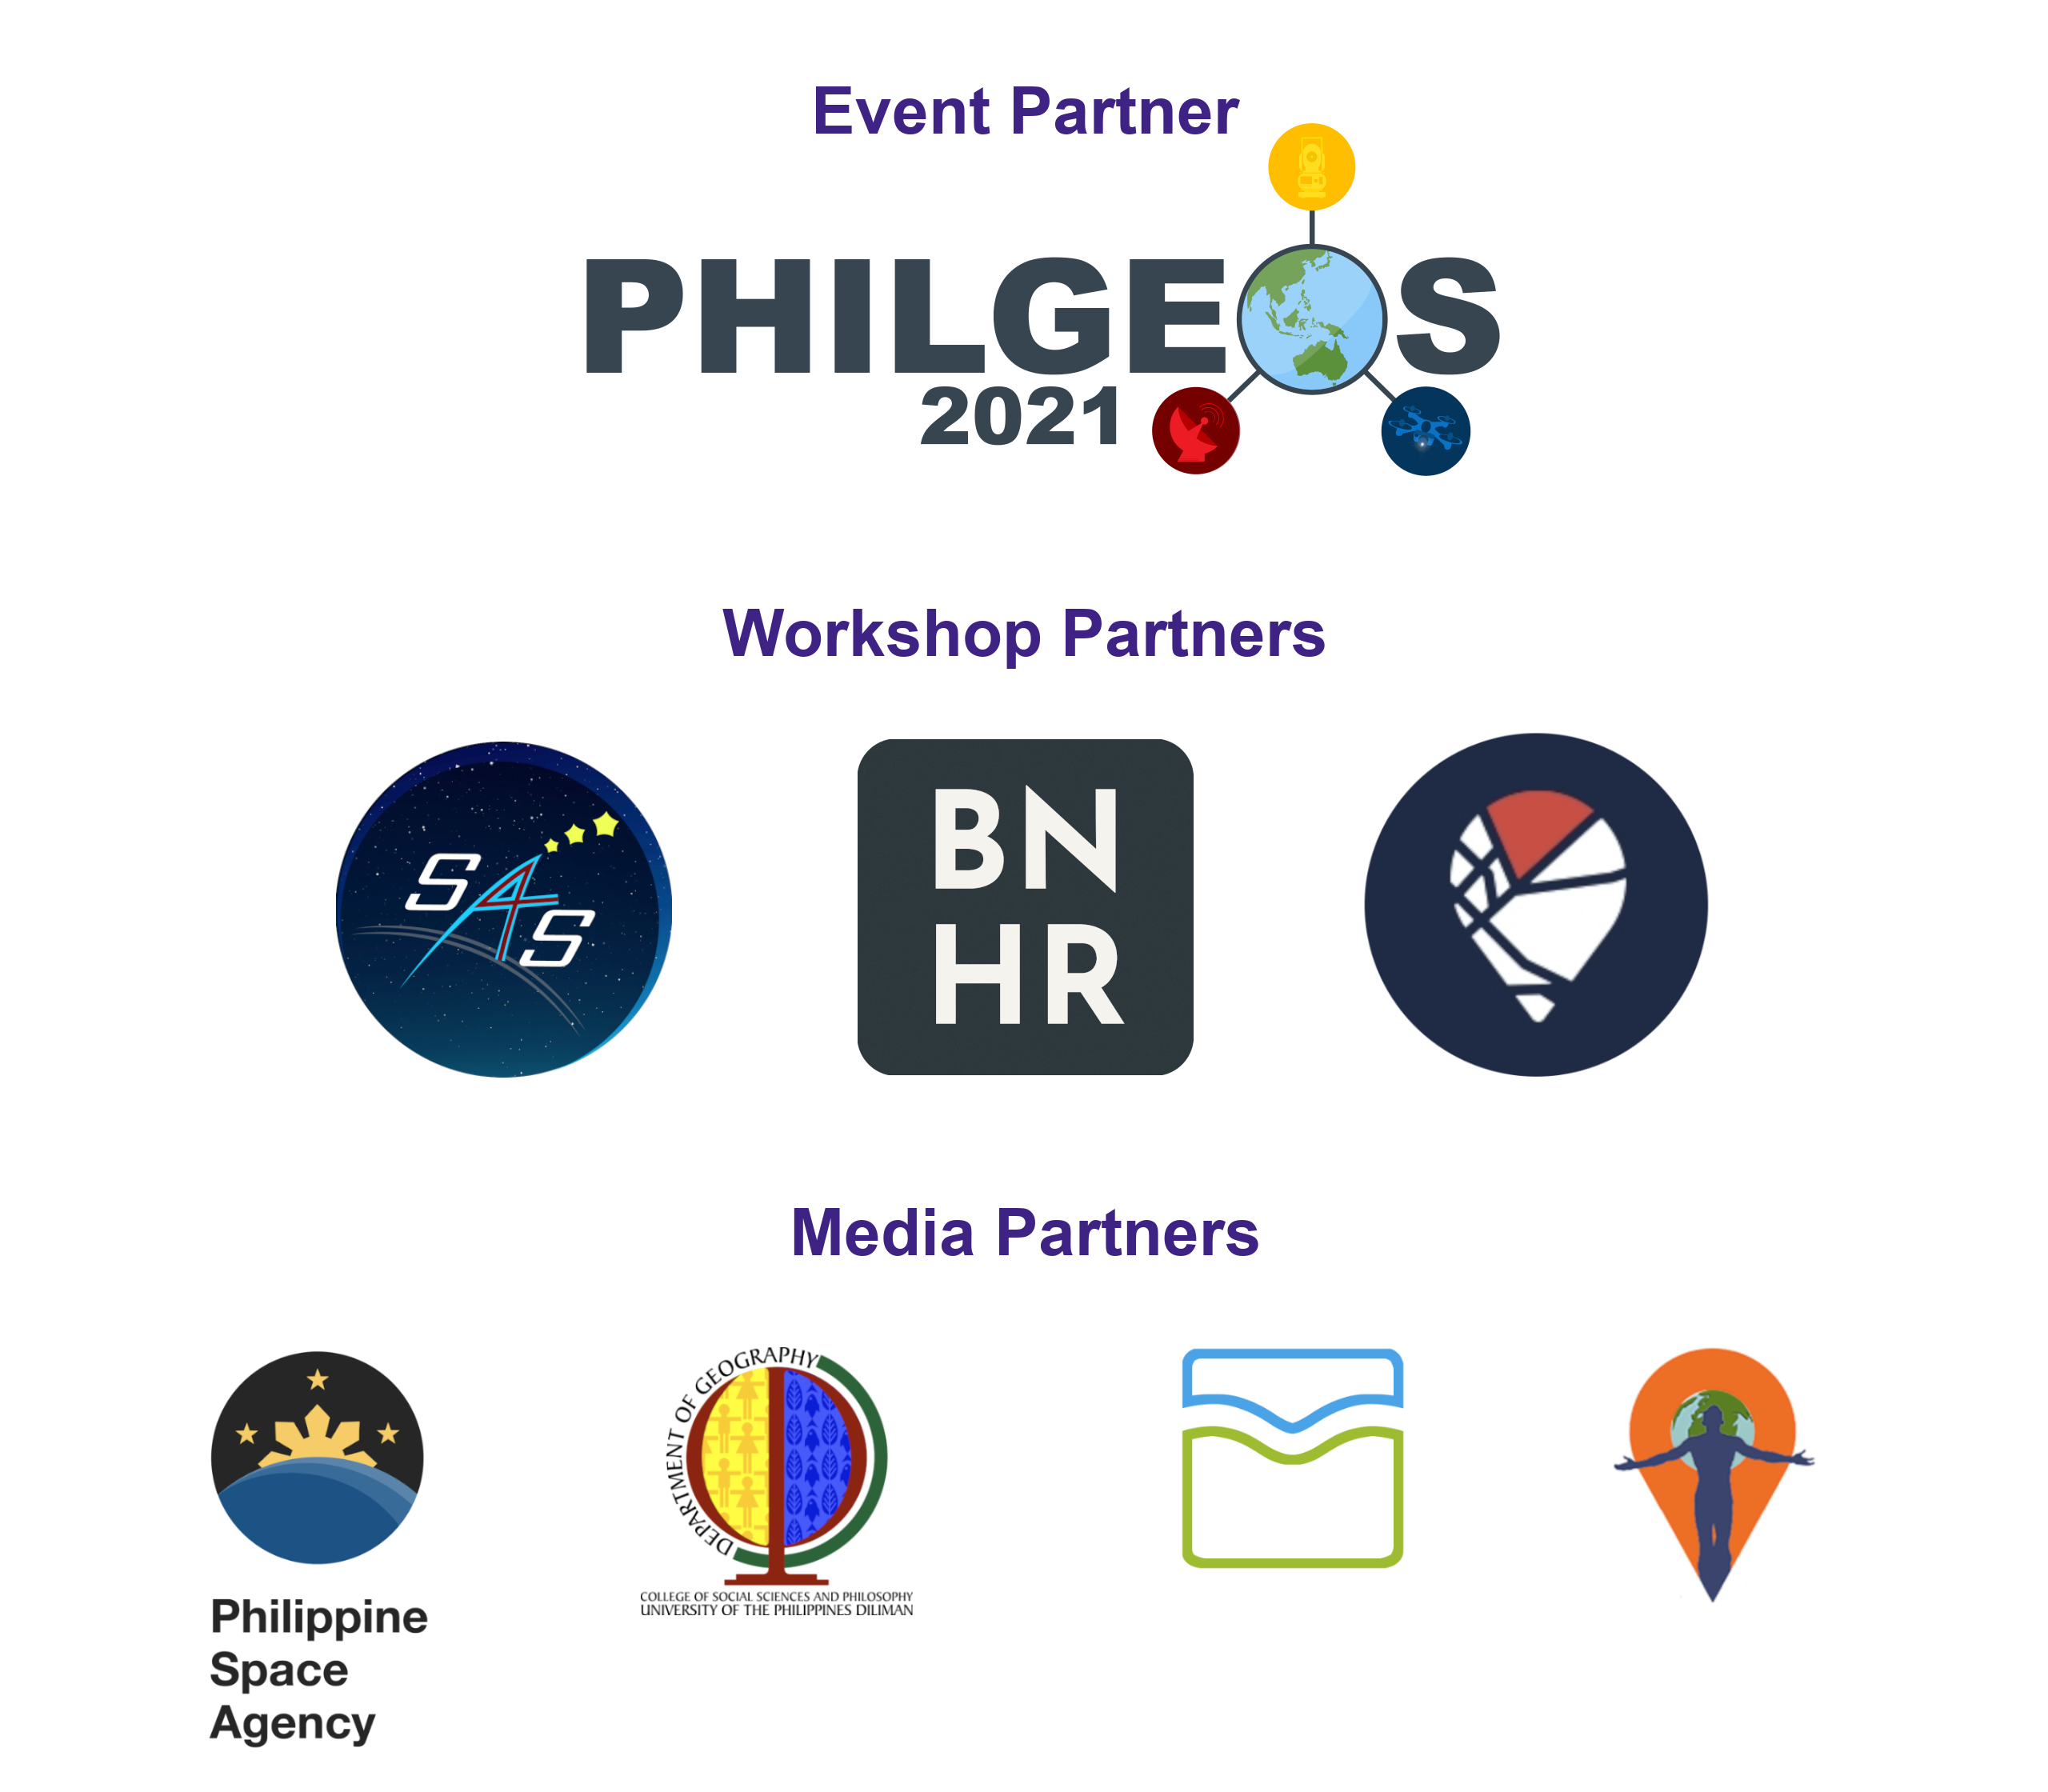 Event Partner
PHILGEOS
2021
Workshop Partners
SAS
BN
HR
Media Partners
DEPARTMENT OF GEOGRAPHY
COLLEGE OF SOCIAL SCIENCES AND PHILOSOPHY
UNIVERSITY OF THE PHILIPPINES DILIMAN
Philippine
Space
Agency